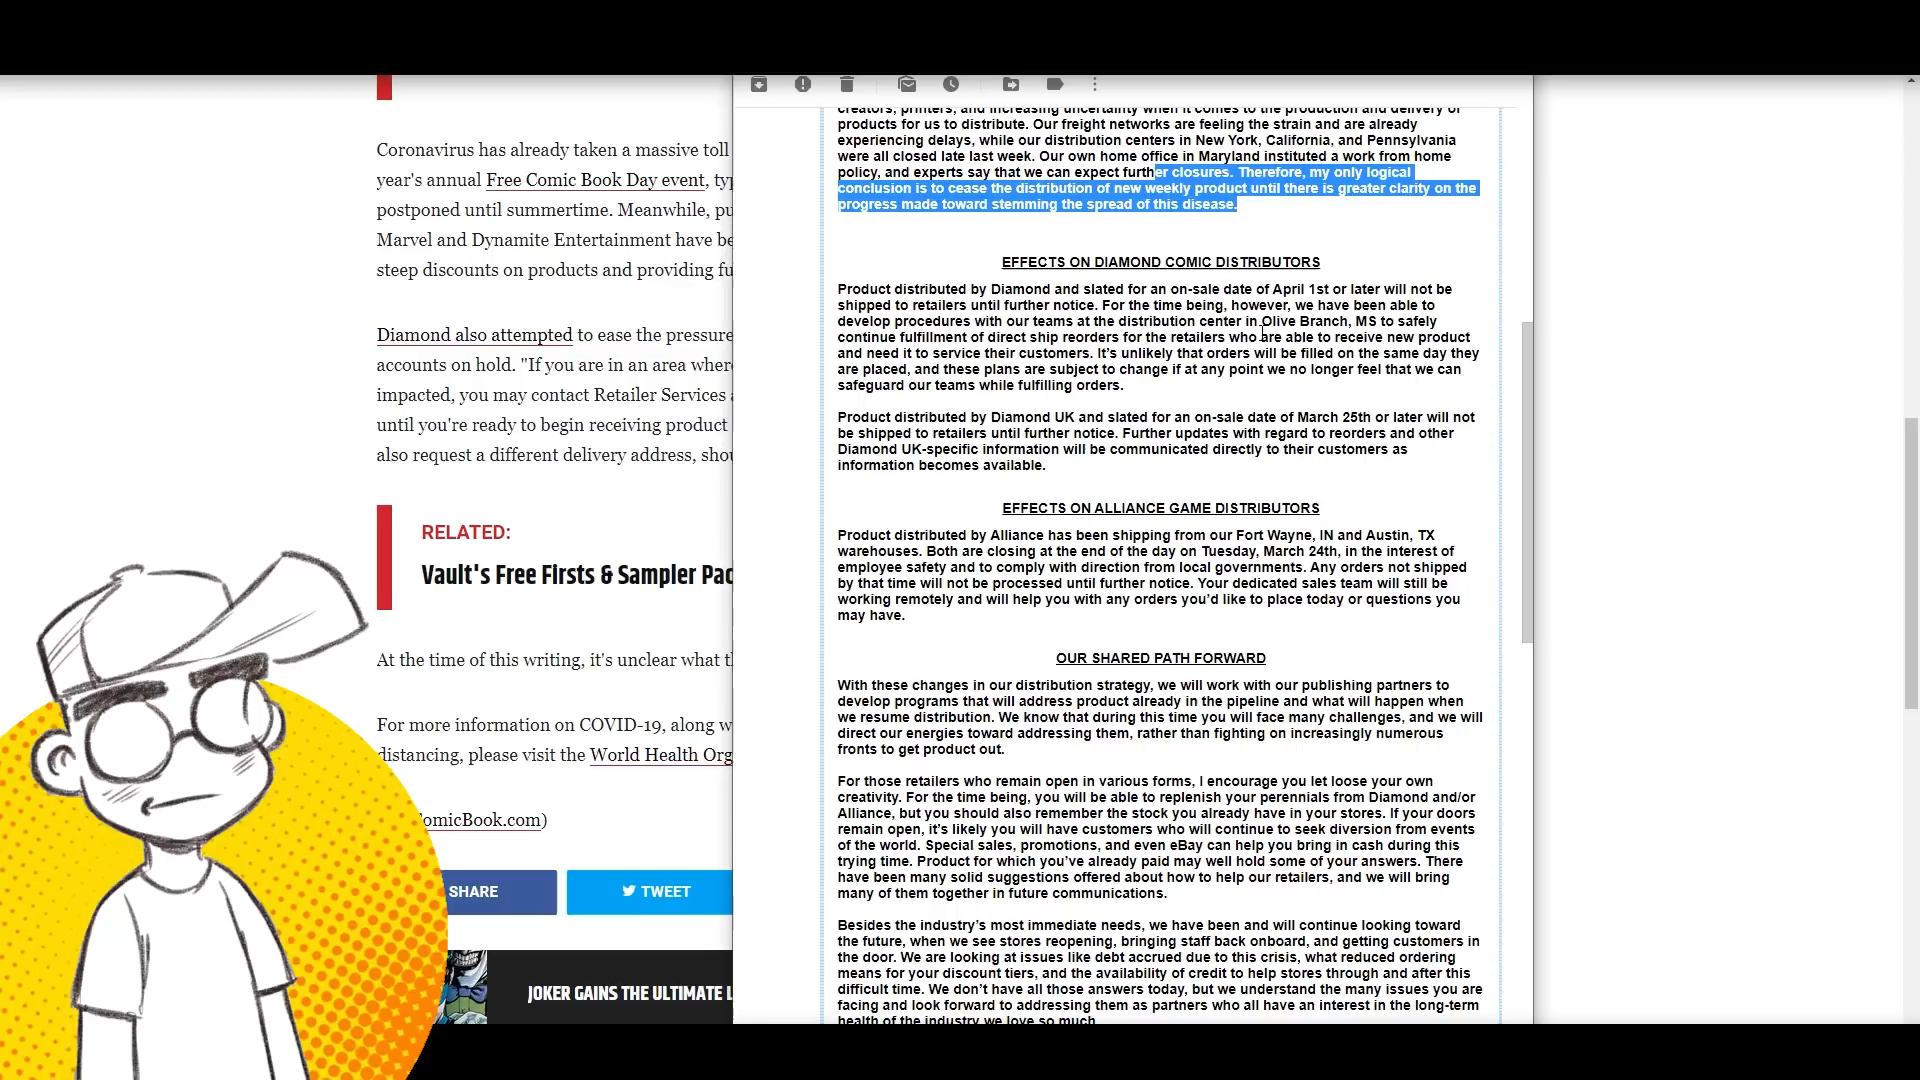 Coronavirus has already taken a massive toll
year's annual Free Comic Book Day event, typ
postponed until summertime. Meanwhile, pu
Marvel and Dynamite Entertainment have be
steep discounts on products and providing fu
Diamond also attempted to ease the pressure
accounts on hold. "If you are in an area wher
impacted, you may contact Retailer Services
until you're ready to begin receiving product
also request a different delivery address, shou
RELATED:
Vault's Free Firsts & Sampler Pac
At the time of this writing, it's unclear what t
For more information on COVID-19, along w
distancing, please visit the World Health Org
omicBook.com)
SHARE
TWEET
JOKER GAINS THE ULTIMATE L
creators, printers, and increasing uncertainty when it comes to the production and delivery of
products for us to distribute. Our freight networks are feeling the strain and are already
experiencing delays, while our distribution centers in New York, California, and Pennsylvania
were all closed late last week. Our own home office in Maryland instituted a work from home
policy, and experts say that we can expect further closures. Therefore, my only logical
conclusion is to cease the distribution of new weekly product until there is greater clarity on the
progress made toward stemming the spread of this disease.
EFFECTS ON DIAMOND COMIC DISTRIBUTORS
Product distributed by Diamond and slated for an on-sale date of April 1st or later will not be
shipped to retailers until further notice. For the time being, however, we have been able to
develop procedures with our teams at the distribution center in Olive Branch, MS to safely
continue fulfillment of direct ship reorders for the retailers who are able to receive new product
and need it to service their customers. It's unlikely that orders will be filled on the same day they
are placed, and these plans are subject to change if at any point we no longer feel that we can
safeguard our teams while fulfilling orders.
Product distributed by Diamond UK and slated for an on-sale date of March 25th or later will not
be shipped to retailers until further notice. Further updates with regard to reorders and other
Diamond UK-specific information will be communicated directly to their customers as
information becomes available.
EFFECTS ON ALLIANCE GAME DISTRIBUTORS
Product distributed by Alliance has been shipping from our Fort Wayne, IN and Austin, TX
warehouses. Both are closing at the end of the day on Tuesday, March 24th, in the interest of
employee safety and to comply with direction from local governments. Any orders not shipped
by that time will not be processed until further notice. Your dedicated sales team will still be
working remotely and will help you with any orders you'd like to place today or questions you
may have.
OUR SHARED PATH FORWARD
With these changes in our distribution strategy, we will work with our publishing partners to
develop programs that will address product already in the pipeline and what will happen when
we resume distribution. We know that during this time you will face many challenges, and we will
direct our energies toward addressing them, rather than fighting on increasingly numerous
fronts to get product out.
For those retailers who remain open in various forms, I encourage you let loose your own
creativity. For the time being, you will be able to replenish your perennials from Diamond and/or
Alliance, but you should also remember the stock you already have in your stores. If your doors
remain open, it's likely you will have customers who will continue to seek diversion from events
of the world. Special sales, promotions, and even eBay can help you bring in cash during this
trying time. Product for which you've already paid may well hold some of your answers. There
have been many solid suggestions offered about how to help our retailers, and we will bring
many of them together in future communications.
Besides the industry's most immediate needs, we have been and will continue looking toward
the future, when we see stores reopening, bringing staff back onboard, and getting customers in
the door. We are looking at issues like debt accrued due to this crisis, what reduced ordering
means for your discount tiers, and the availability of credit to help stores through and after this
difficult time. We don't have all those answers today, but we understand the many issues you are
facing and look forward to addressing them as partners who all have an interest in the long-term
health of the industry we love so much.